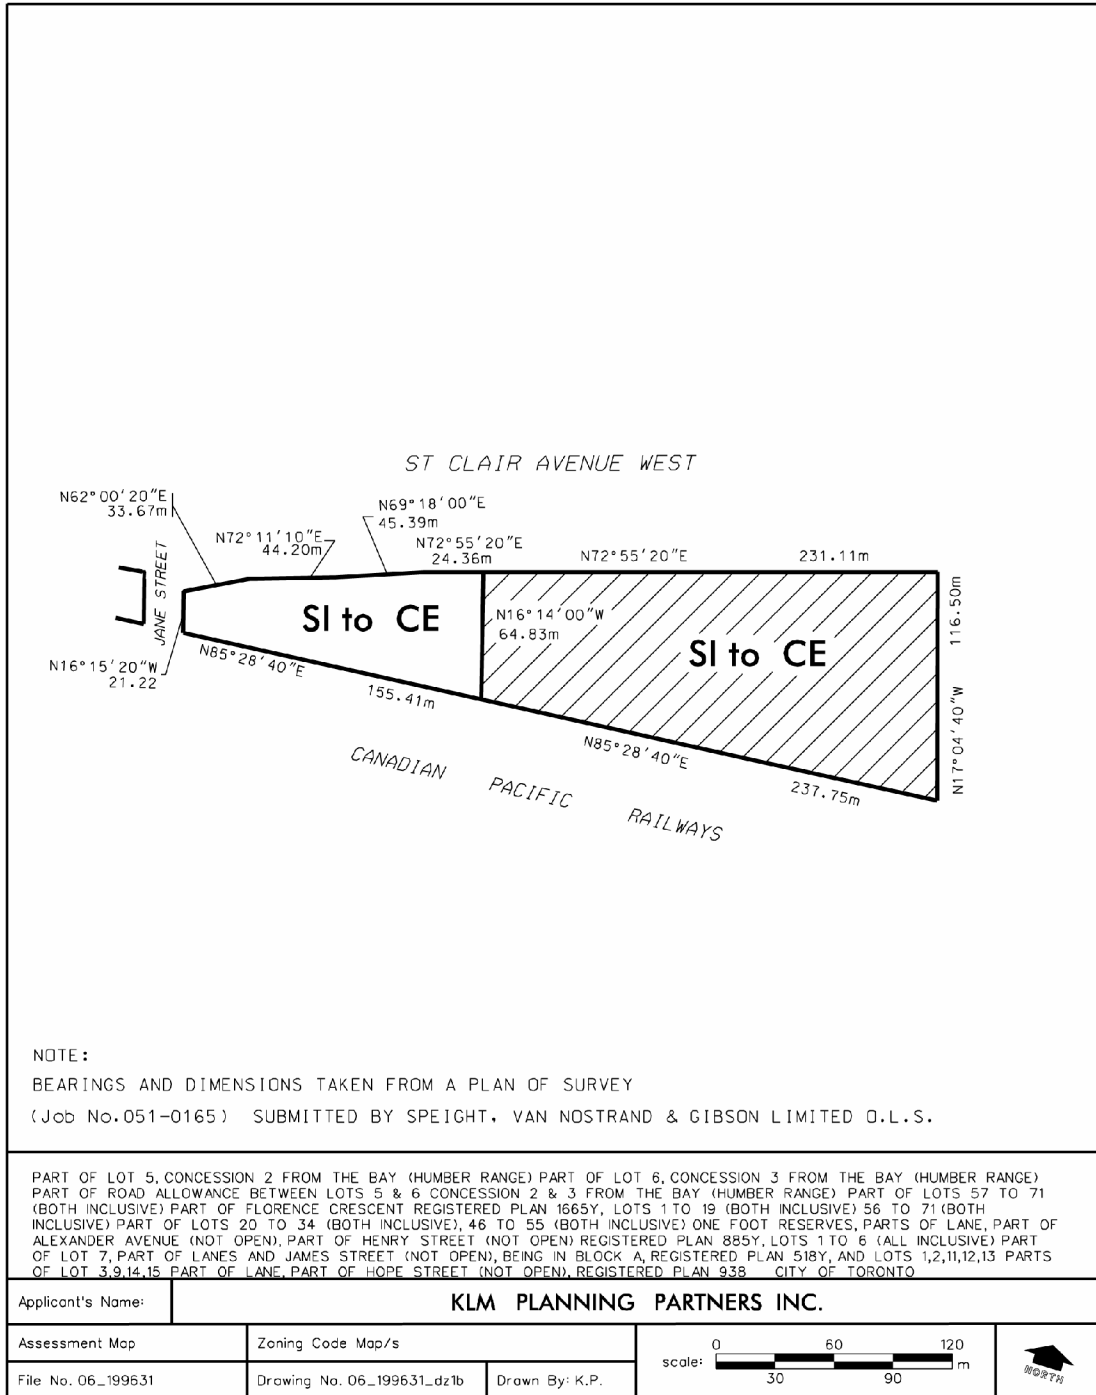 ST CLAIR AVENUE WEST
N62°00'20"E
33.67m
N69°18'00"E
45.39m
N72°11'10"E
44.20m
N72°55'20"E
24.36m
N72°55'20"E 231.11m
JANE STREET
SI to CE
N16°14'00"W
64.83m
SI to CE
116.50m
N17°04'40"W
N16°15'20"W
21.22
N85°28'40"E
155.41m
N85°28'40"E
237.75m
CANADIAN PACIFIC RAILWAYS
NOTE:
BEARINGS AND DIMENSIONS TAKEN FROM A PLAN OF SURVEY
(Job No.051-0165) SUBMITTED BY SPEIGHT, VAN NOSTRAND & GIBSON LIMITED O.L.S.
PART OF LOT 5, CONCESSION 2 FROM THE BAY (HUMBER RANGE) PART OF LOT 6, CONCESSION 3 FROM THE BAY (HUMBER RANGE)
PART OF ROAD ALLOWANCE BETWEEN LOTS 5 & 6 CONCESSION 2 & 3 FROM THE BAY (HUMBER RANGE) PART OF LOTS 57 TO 71
(BOTH INCLUSIVE) PART OF FLORENCE CRESCENT REGISTERED PLAN 1665Y, LOTS 1 TO 19 (BOTH INCLUSIVE) 56 TO 71 (BOTH
INCLUSIVE) PART OF LOTS 20 TO 34 (BOTH INCLUSIVE), 46 TO 55 (BOTH INCLUSIVE) ONE FOOT RESERVES, PARTS OF LANE, PART OF
ALEXANDER AVENUE (NOT OPEN), PART OF HENRY STREET (NOT OPEN) REGISTERED PLAN 885Y, LOTS 1 TO 6 (ALL INCLUSIVE) PART
OF LOT 7, PART OF LANES AND JAMES STREET (NOT OPEN), BEING IN BLOCK A, REGISTERED PLAN 518Y, AND LOTS 1,2,11,12,13 PARTS
OF LOT 3,9,14,15 PART OF LANE, PART OF HOPE STREET (NOT OPEN), REGISTERED PLAN 938 CITY OF TORONTO
Applicant's Name: KLM PLANNING PARTNERS INC.
Assessment Map
Zoning Code Map/s
File No. 06_199631
Drawing No. 06_199631_dz1b
Drawn By: K.P.
0 60 120
scale: m
30 90
NORTH